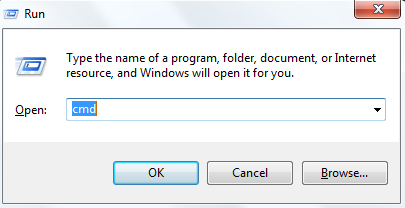 Run
Type the name of a program, folder, document, or Internet
resource, and Windows will open it for you.
Open: cmd
OK Cancel Browse...